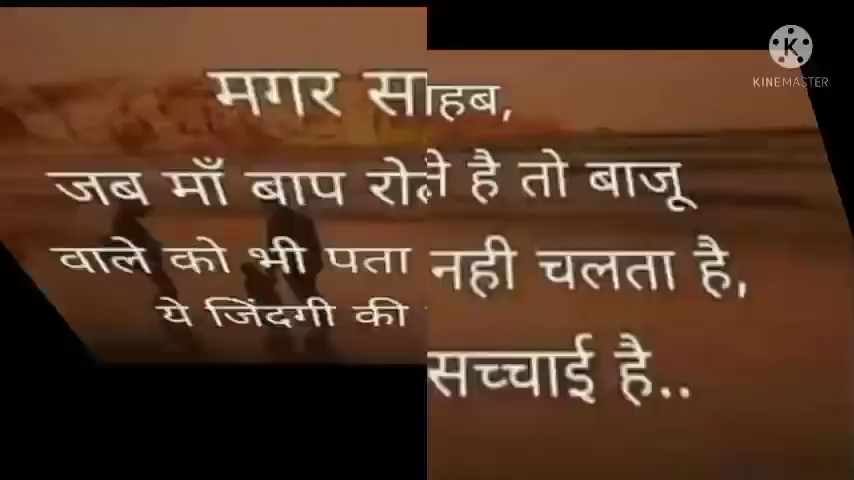 मगर साहब,
जब माँ बाप रोते है तो बाजू
वाले को भी पता नही चलता है,
ये जिंदगी की सच्चाई है..
KINEMASTER